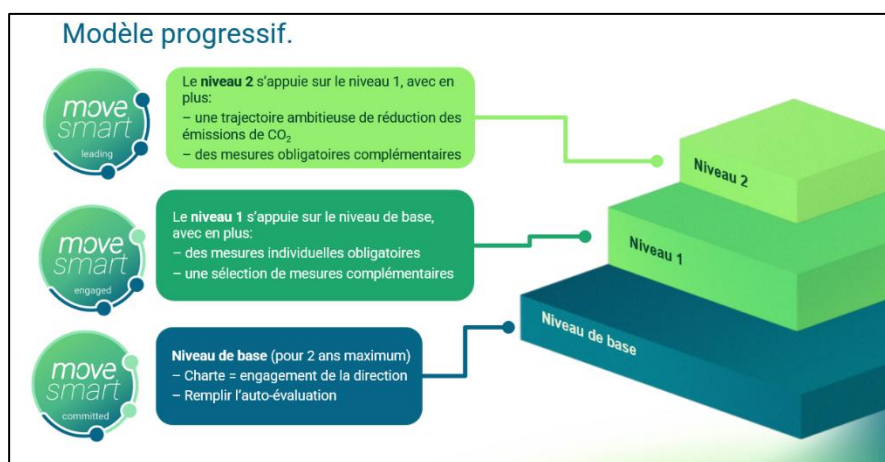 Modèle progressif.
move
smart
leading
Le niveau 2 s’appuie sur le niveau 1, avec en
plus:
– une trajectoire ambitieuse de réduction des
émissions de CO₂
– des mesures obligatoires complémentaires
Niveau 2
move
smart
engaged
Le niveau 1 s’appuie sur le niveau de base,
avec en plus:
– des mesures individuelles obligatoires
– une sélection de mesures complémentaires
Niveau 1
move
smart
committed
Niveau de base (pour 2 ans maximum)
– Charte = engagement de la direction
– Remplir l’auto-évaluation
Niveau de base